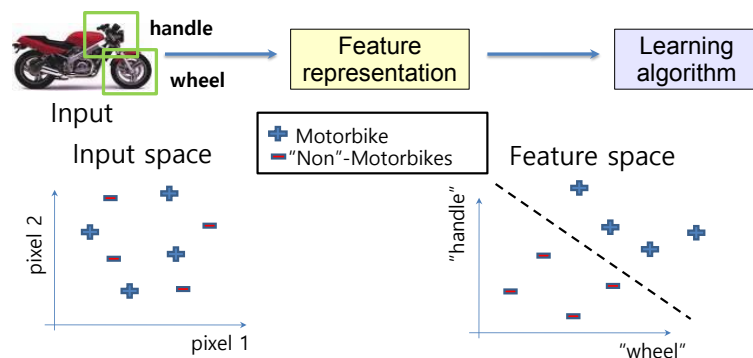 handle
wheel
Input
Feature
representation
Learning
algorithm
Motorbike
"Non"-Motorbikes
Input space
pixel 2
pixel 1
Feature space
"handle"
"wheel"